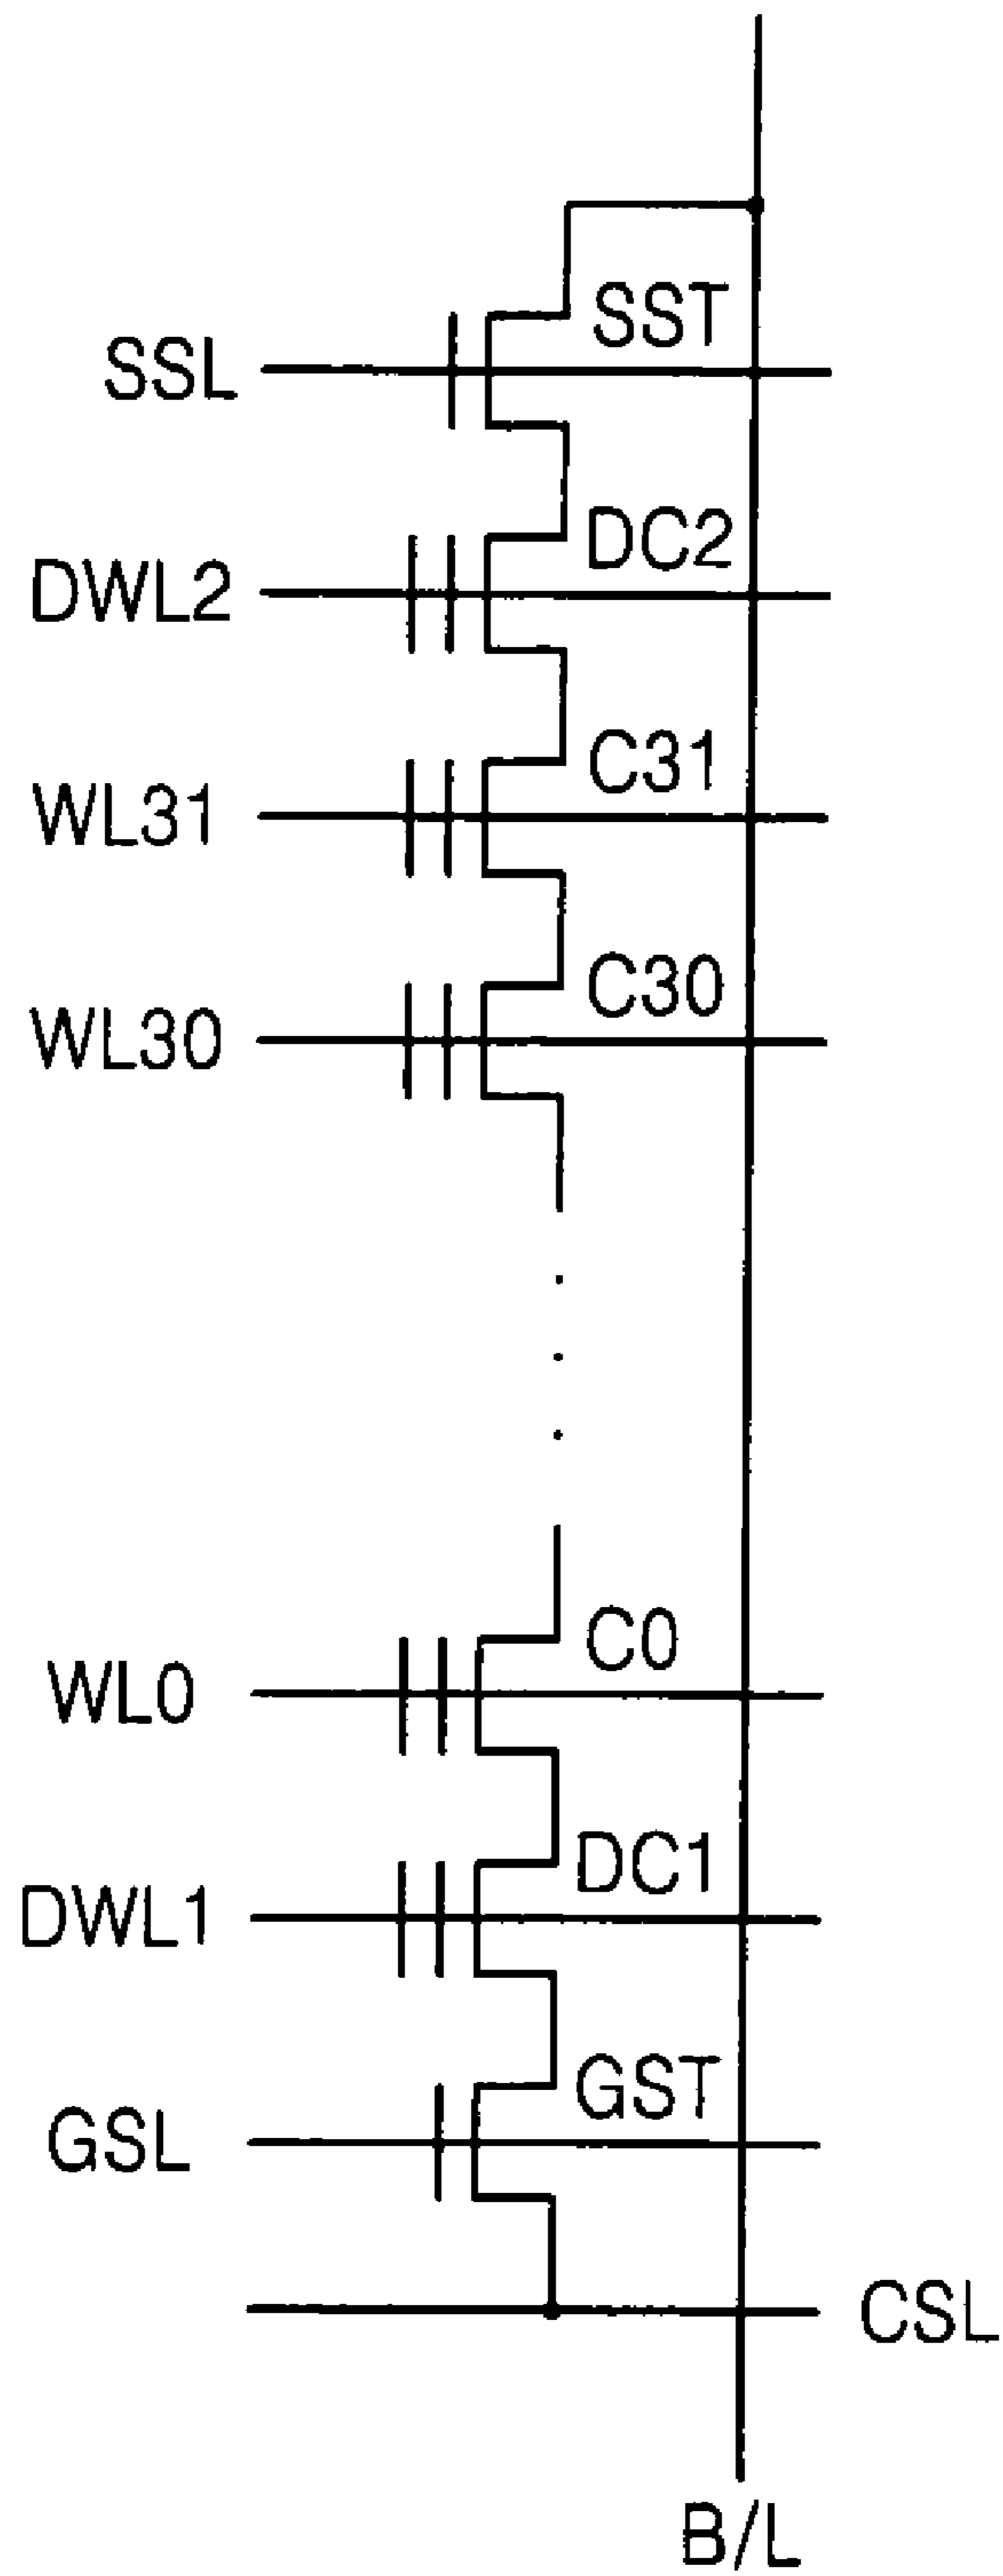 SST
SSL
DC2
DWL2
C31
WL31
C30
WL30
C0
WL0
DC1
DWL1
GST
GSL
CSL
B/L